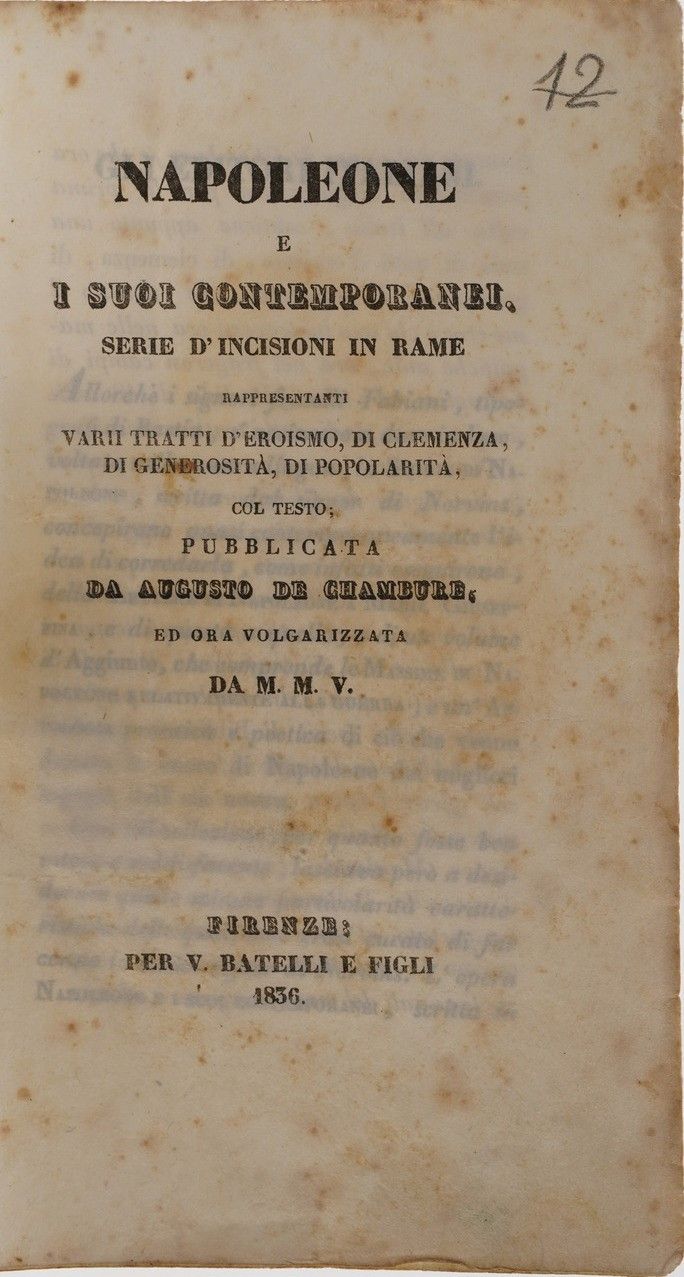 12
NAPOLEONE
E
I SUOI CONTEMPORANEI.
SERIE D'INCISIONI IN RAME
RAPPRESENTANTI
VARII TRATTI D'EROISMO, DI CLEMENZA,
DI GENEROSITÀ, DI POPOLARITÀ,
COL TESTO;
PUBBLICATA
DA AUGUSTO DE CHAMBURE,
ED ORA VOLGARIZZATA
DA M. M. V.
FIRENZE;
PER V. BATELLI E FIGLI
1836.